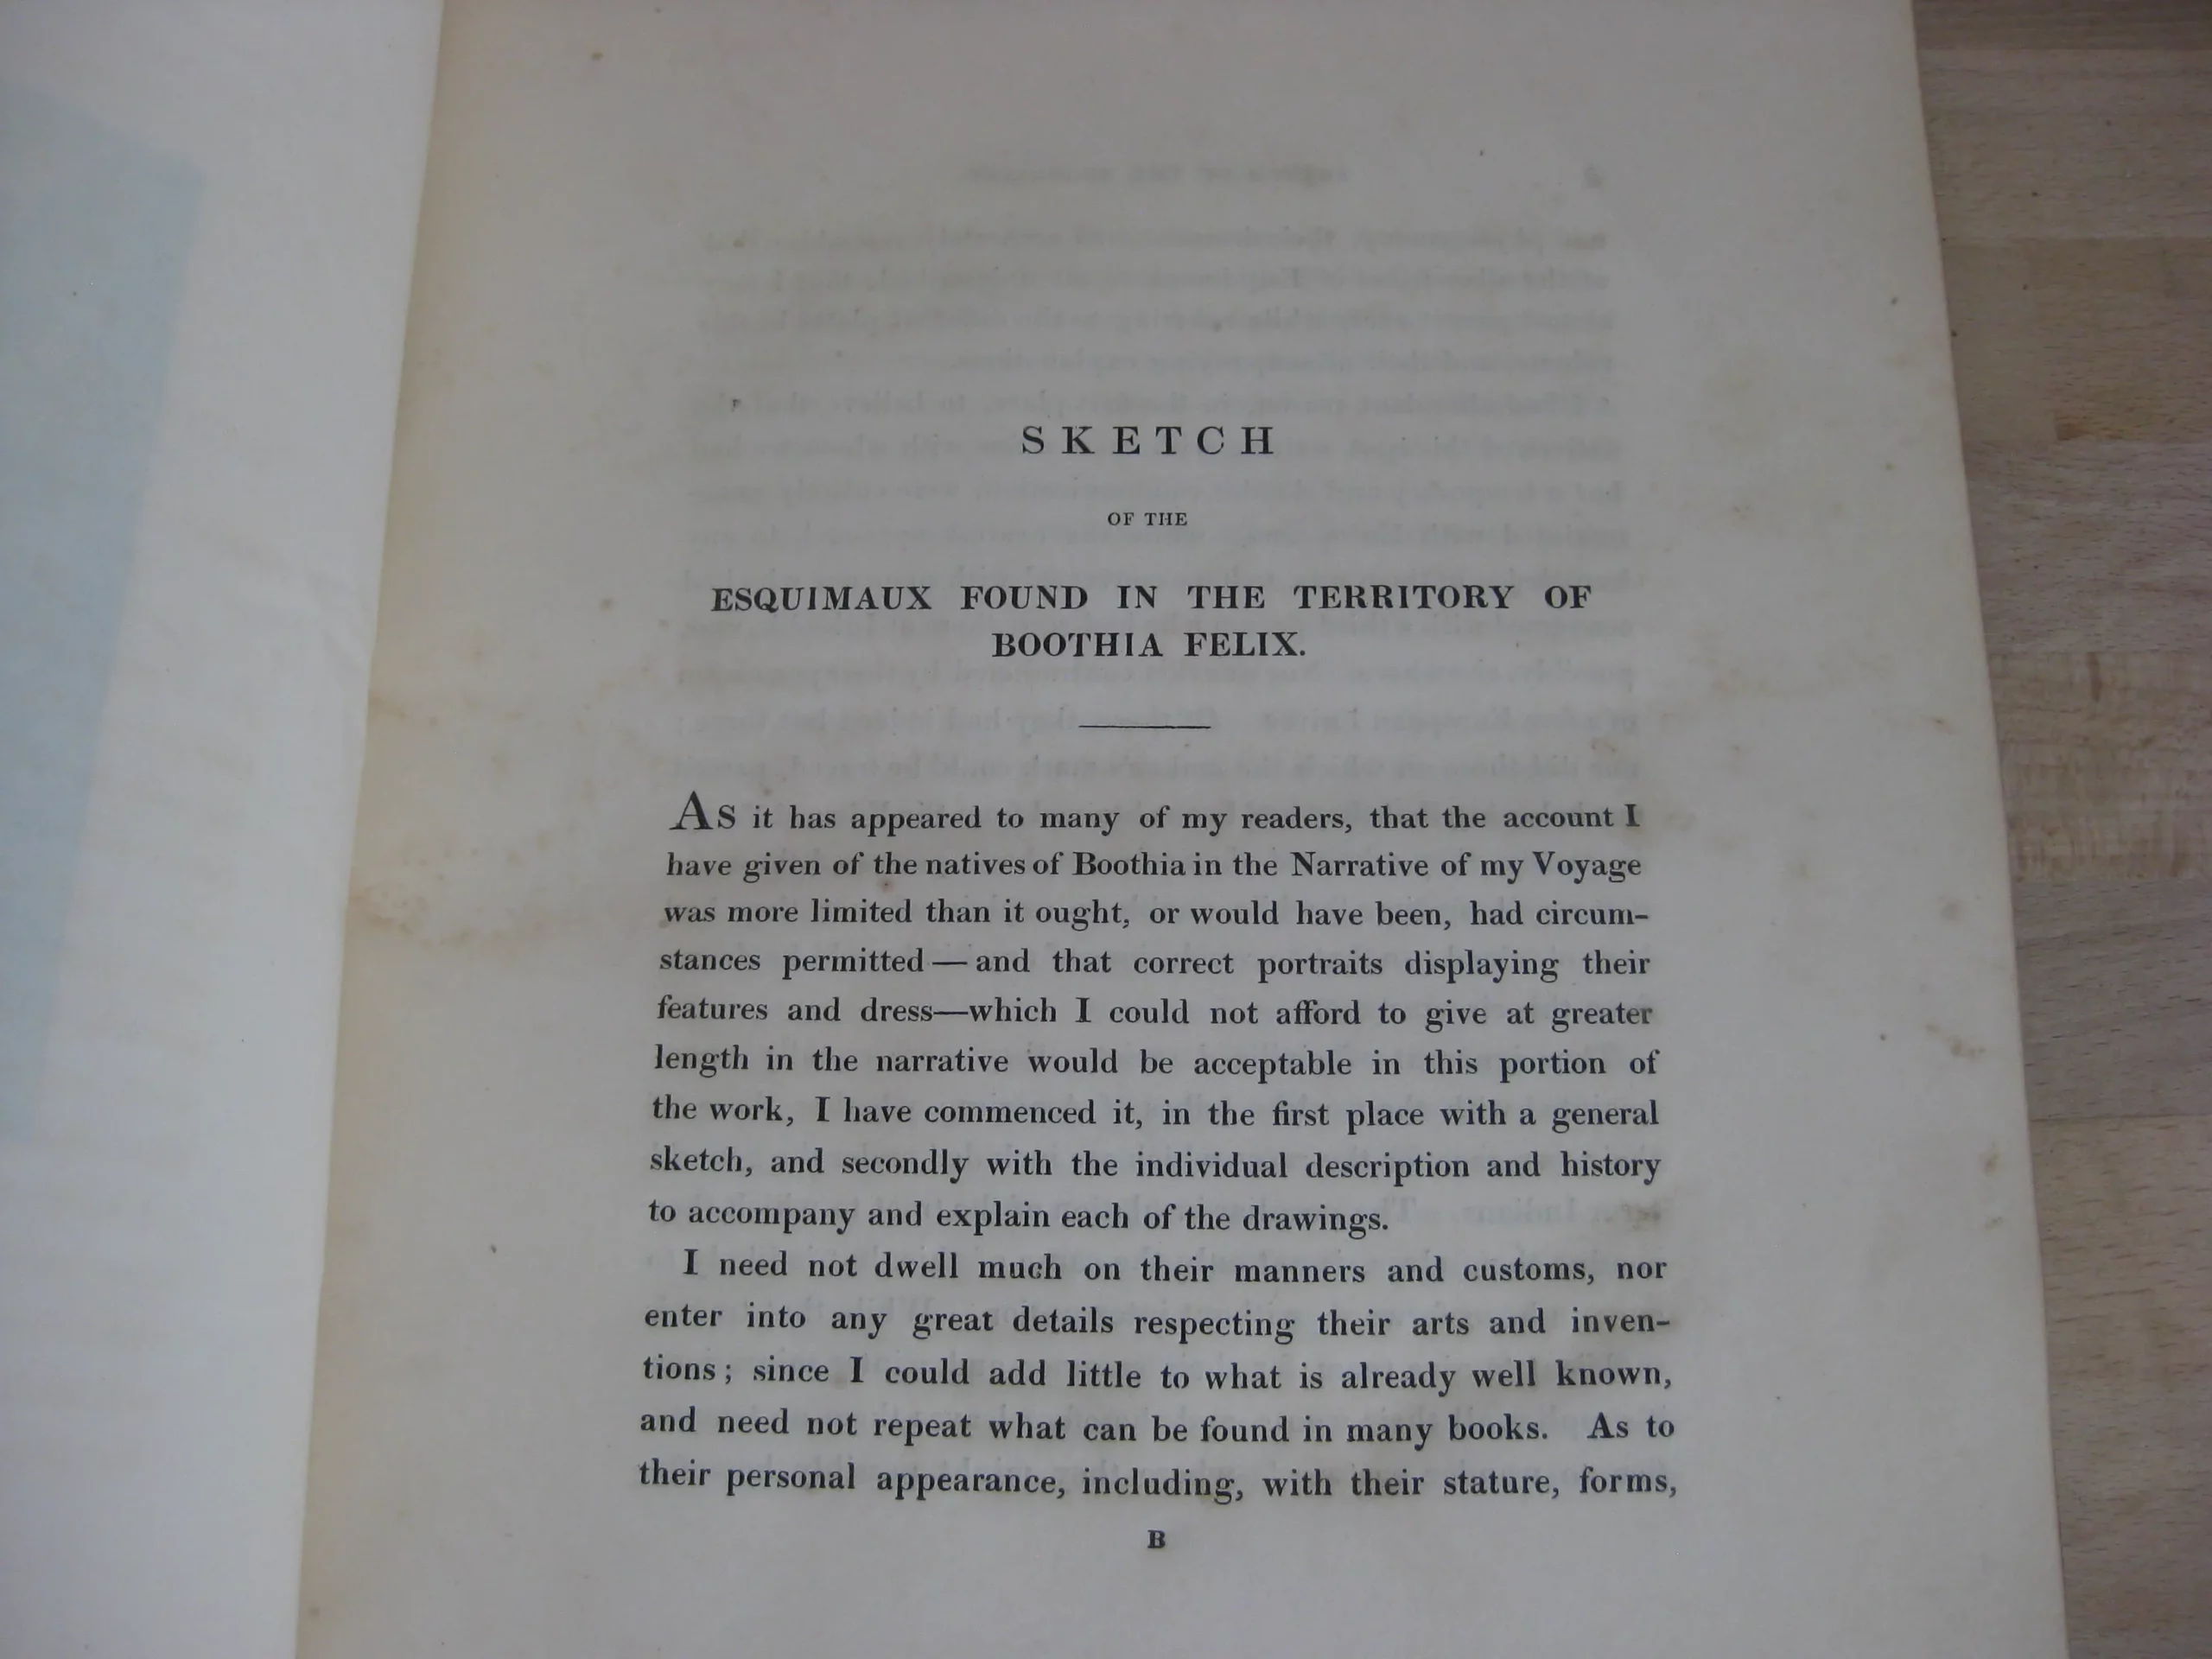 SKETCH
OF THE
ESQUIMAUX FOUND IN THE TERRITORY OF
BOOTHIA FELIX.
As it has appeared to many of my readers, that the account I
have given of the natives of Boothia in the Narrative of my Voyage
was more limited than it ought, or would have been, had circum-
stances permitted — and that correct portraits displaying their
features and dress—which I could not afford to give at greater
length in the narrative would be acceptable in this portion of
the work, I have commenced it, in the first place with a general
sketch, and secondly with the individual description and history
to accompany and explain each of the drawings.
I need not dwell much on their manners and customs, nor
enter into any great details respecting their arts and inven-
tions; since I could add little to what is already well known,
and need not repeat what can be found in many books. As to
their personal appearance, including, with their stature, forms,
B